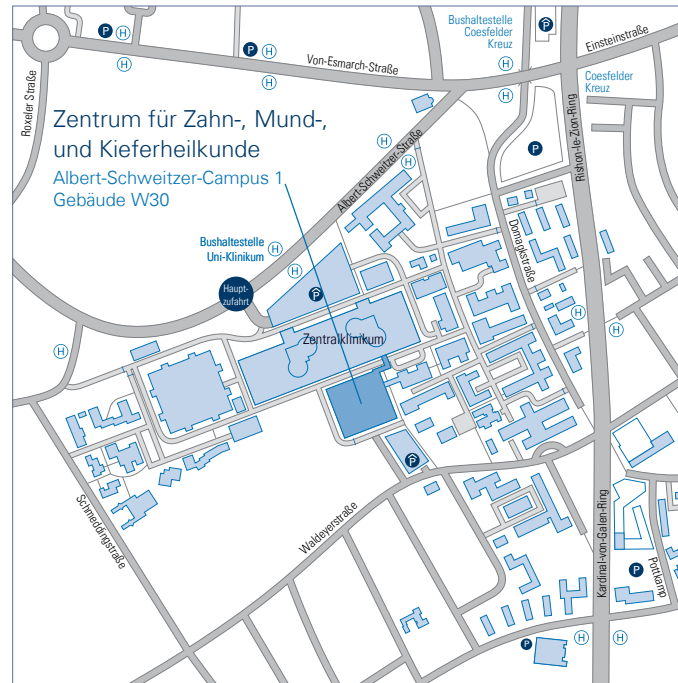 Bushaltestelle
Coesfelder
Kreuz
P
P
H
H
P
H
H
H
H
Von-Esmarch-Straße
Einsteinstraße
Roxeler Straße
Coesfelder
Kreuz
Zentrum für Zahn-, Mund-,
und Kieferheilkunde
Albert-Schweitzer-Campus 1
Gebäude W30
Albert-Schweitzer-Straße
H
P
Rishon-le-Zion-Ring
Domagkstraße
Bushaltestelle
Uni-Klinikum
H
H
Haupt-
zufahrt
P
H
H
H
Zentralklinikum
P
Schmeddingstraße
Waldeyerstraße
Kardinal-von-Galen-Ring
P
Pottkamp
P
H
H